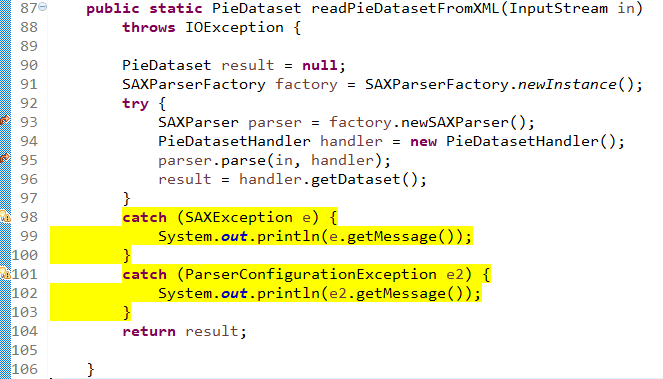 87 public static PieDataset readPieDatasetFromXML(InputStream in)
88 throws IOException {
89
90 PieDataset result = null;
91 SAXParserFactory factory = SAXParserFactory.newInstance();
92 try {
93 SAXParser parser = factory.newSAXParser();
94 PieDatasetHandler handler = new PieDatasetHandler();
95 parser.parse(in, handler);
96 result = handler.getDataset();
97 }
98 catch (SAXException e) {
99 System.out.println(e.getMessage());
100 }
101 catch (ParserConfigurationException e2) {
102 System.out.println(e2.getMessage());
103 }
104 return result;
105
106 }